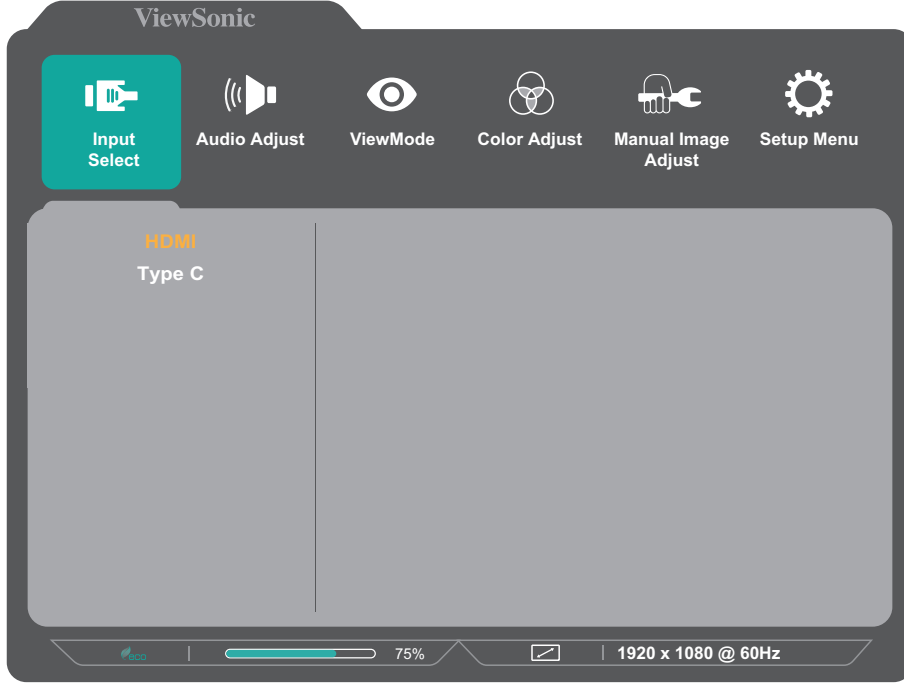 ViewSonic
Input
Select
Audio Adjust
ViewMode
Color Adjust
Manual Image
Adjust
Setup Menu
HDMI
Type C
eco
75%
1920 x 1080 @ 60Hz